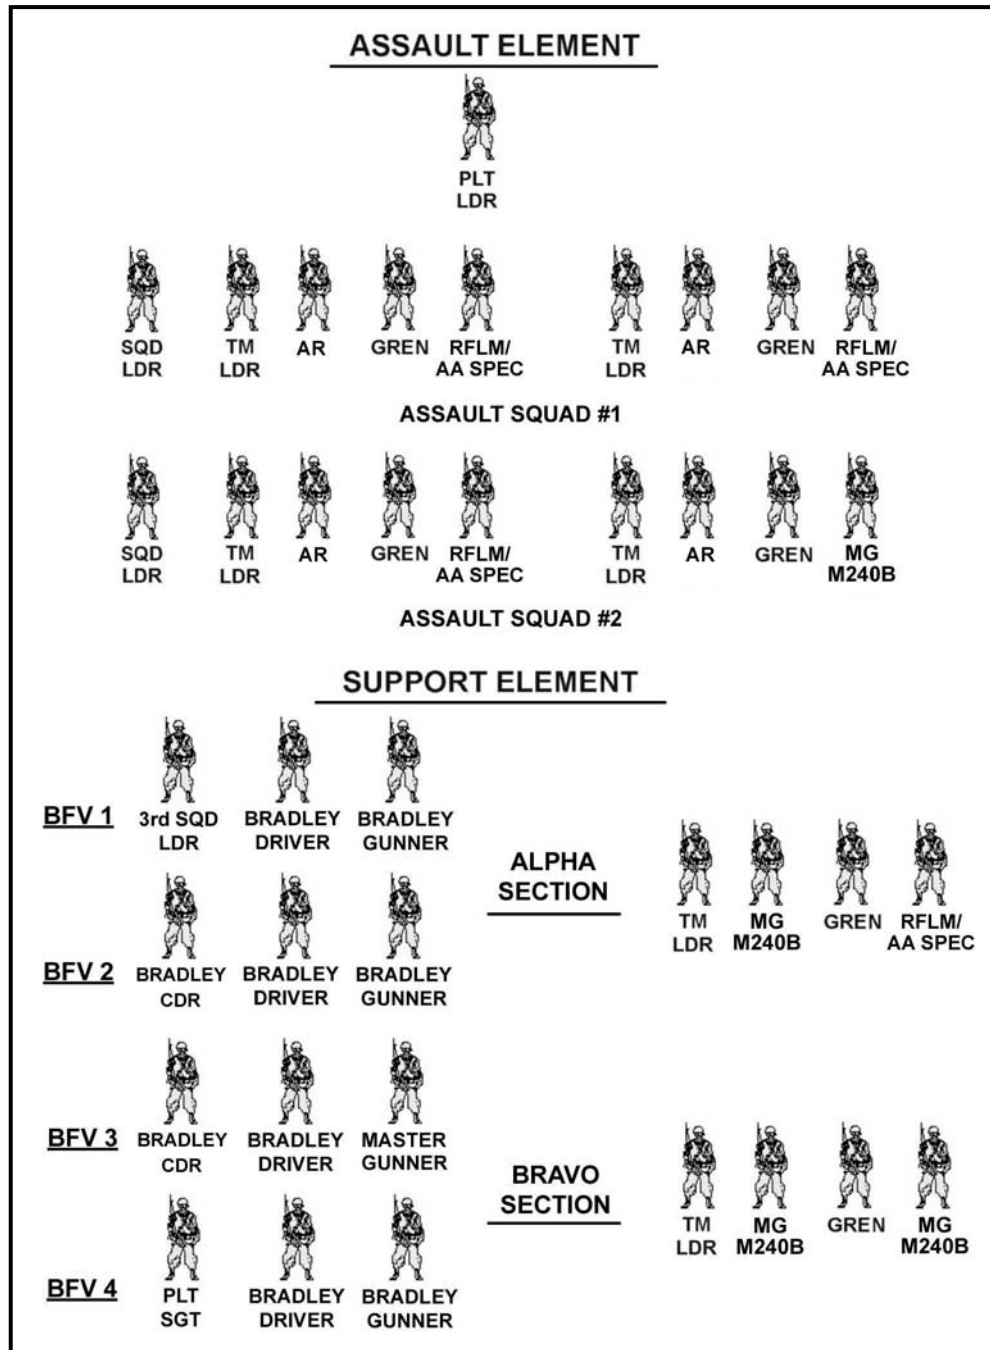 ASSAULT ELEMENT
PLT
LDR
SQD TM AR GREN RFLM/ TM AR GREN RFLM/
LDR LDR AA SPEC LDR AA SPEC
ASSAULT SQUAD #1
SQD TM AR GREN RFLM/ TM AR GREN MG
LDR LDR AA SPEC LDR M240B
ASSAULT SQUAD #2
SUPPORT ELEMENT
BFV 1 3rd SQD BRADLEY BRADLEY
LDR DRIVER GUNNER
BFV 2 BRADLEY BRADLEY BRADLEY
CDR DRIVER GUNNER
ALPHA
SECTION
TM MG GREN RFLM/
LDR M240B AA SPEC
BFV 3 BRADLEY BRADLEY MASTER
CDR DRIVER GUNNER
BFV 4 PLT BRADLEY BRADLEY
SGT DRIVER GUNNER
BRAVO
SECTION
TM MG GREN MG
LDR M240B M240B